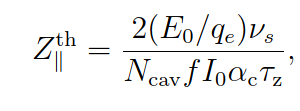 Z_∥^th = 2(E_0/q_e)ν_s / N_cav f I_0 α_c τ_z,